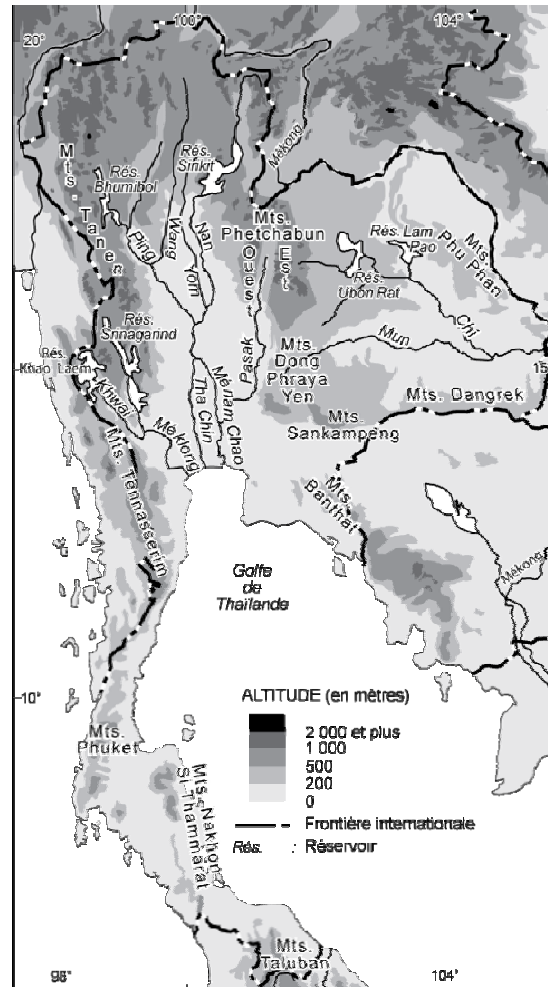 20°
100°
104°
Mts. Tanen
Rés.
Bhumibol
Rés.
Sirikit
Mékong
Ping
Wang
Yom
Nan
Mts.
Phetchabun
Ouest
Est
Pasak
Rés. Lam
Pao
Rés.
Ubon Rat
Mts.
Phu Phan
Chi
Mun
Rés.
Srinagarind
Rés.
Khao Laem
Khwaï
Mts.
Dong
Phraya
Yen
15
Mts. Dangrek
Mts.
Sankampeng
Mè klong
Tha Chin
Mé nam Chao
Mts. Tennasserim
Mts.
Banthat
Mékong
Golfe
de
Thaïlande
10°
ALTITUDE (en mètres)
2 000 et plus
1 000
500
200
0
Frontière internationale
Rés. : Réservoir
Mts.
Phuket
Mts. Nakhon
Si Thammarat
Mts.
Taluban
98°
104°